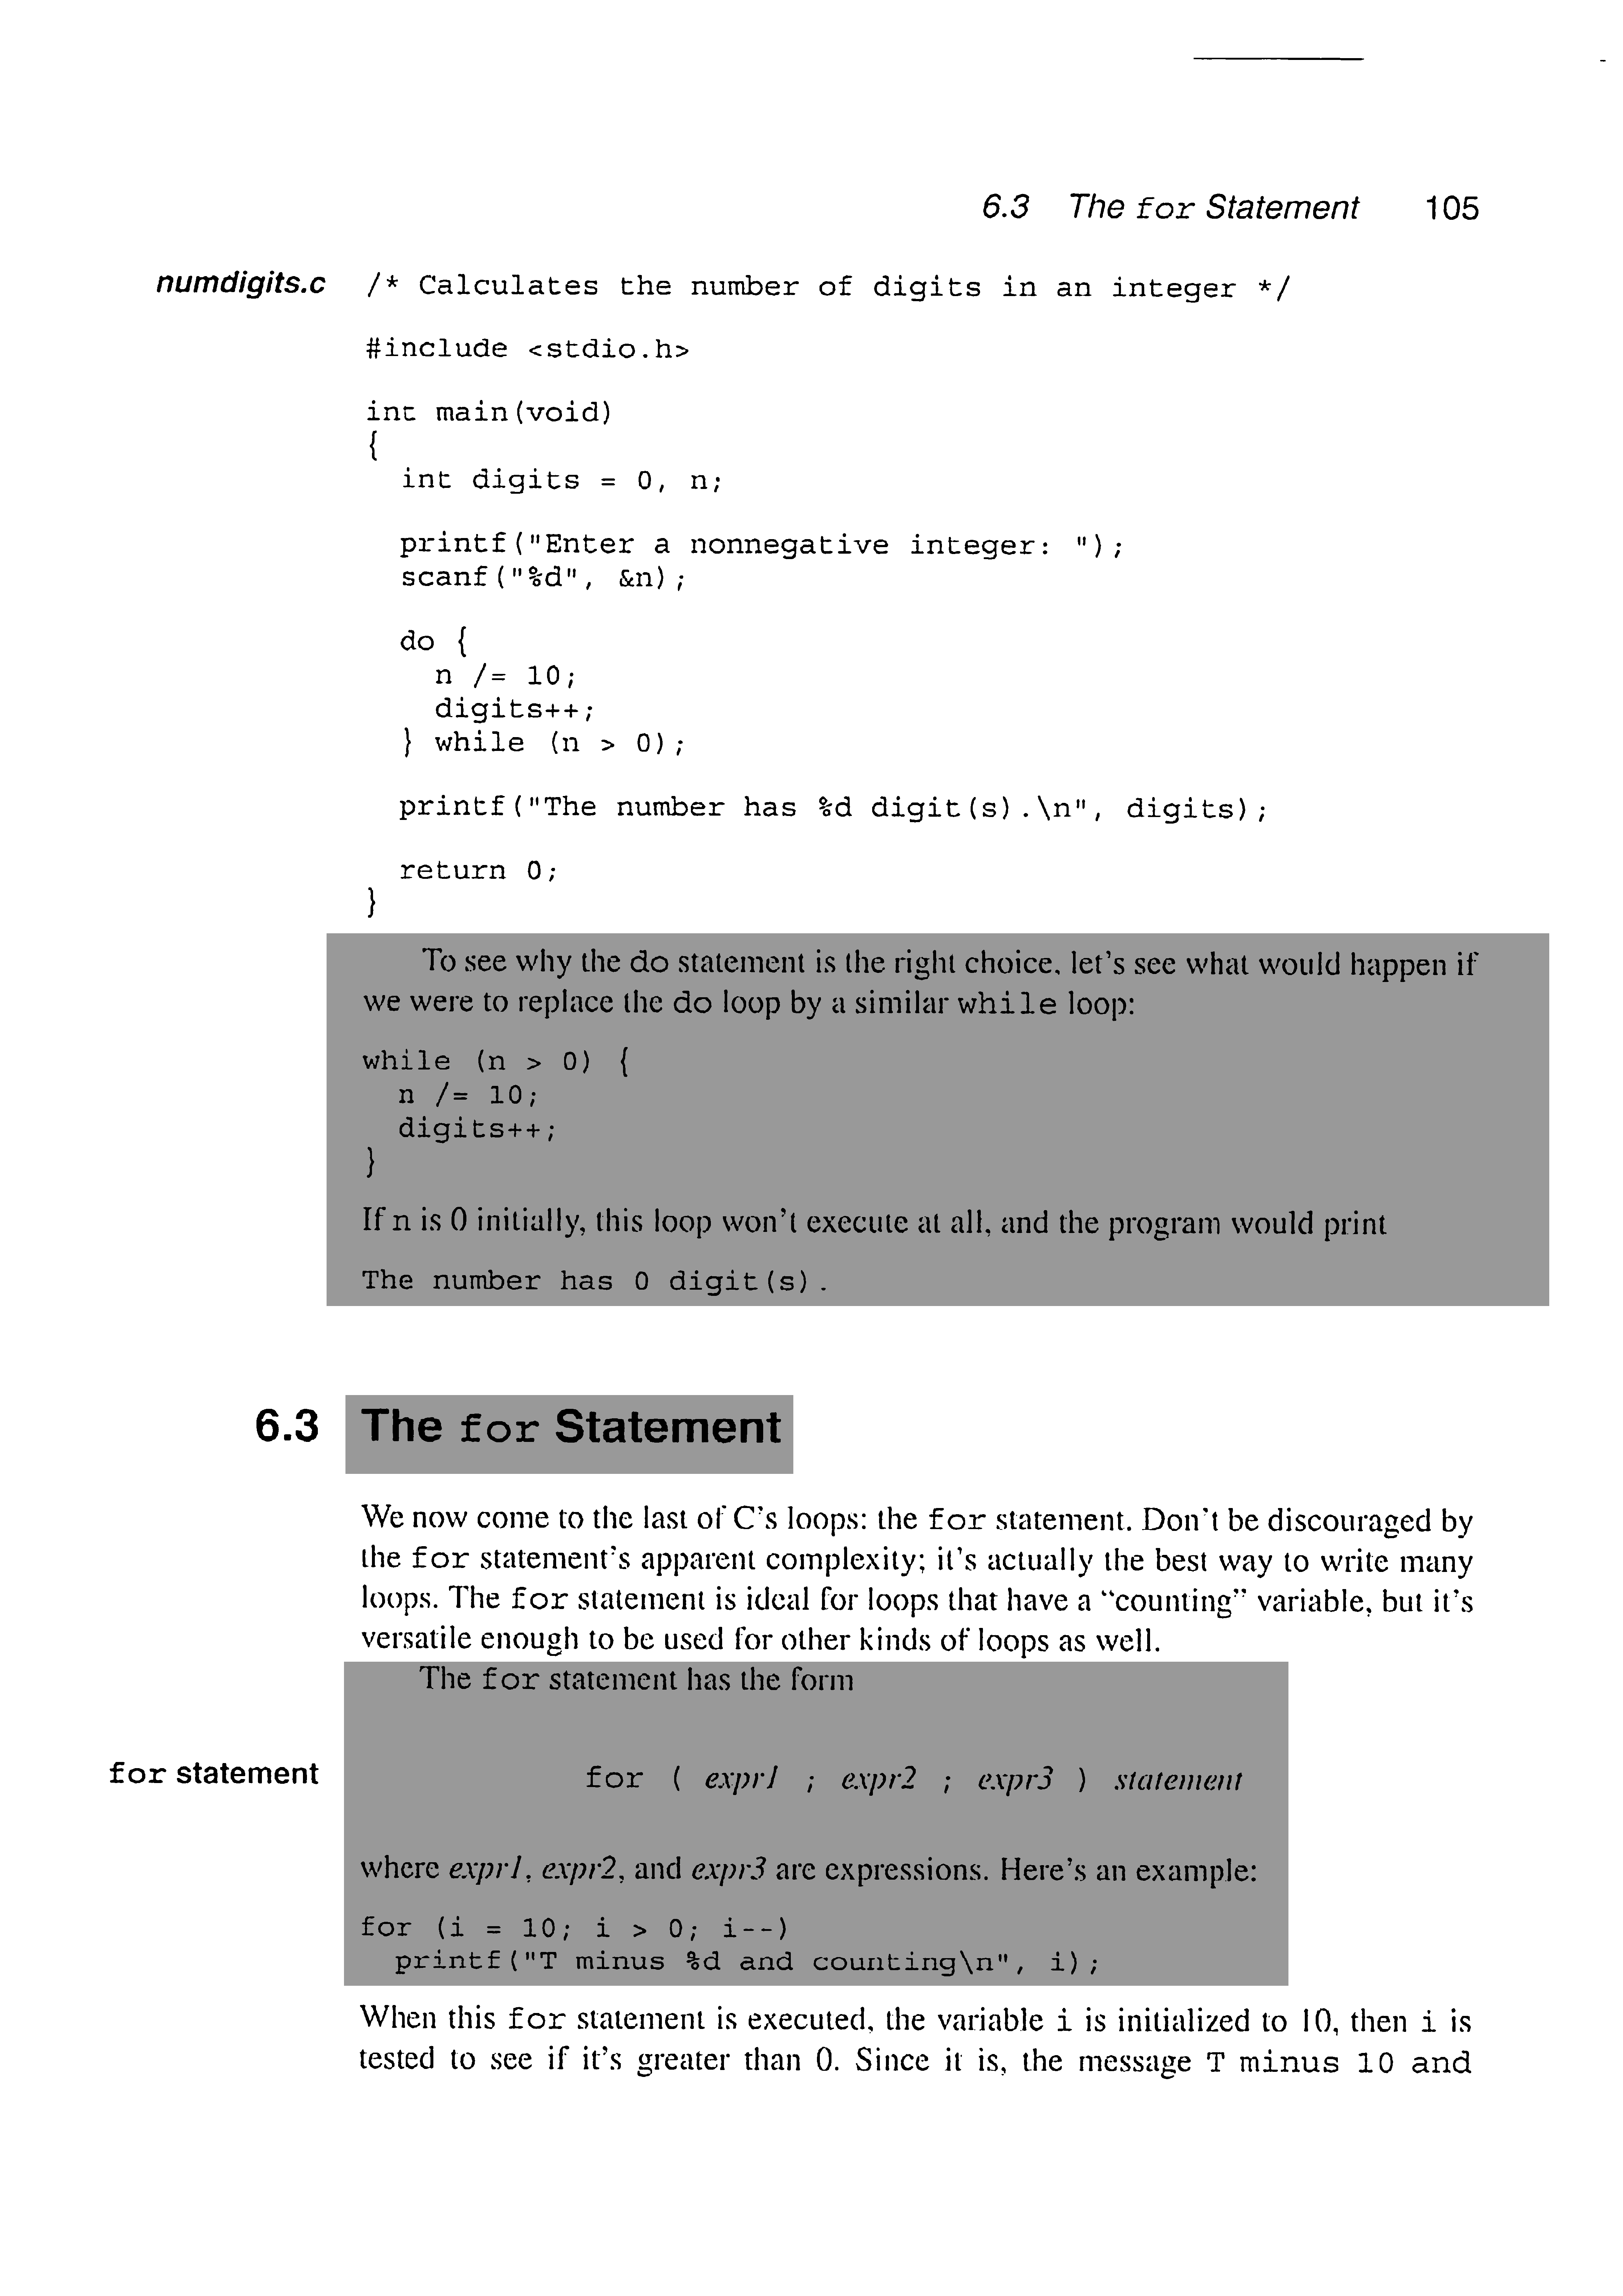 6.3 The for Statement 105
numdigits.c /* Calculates the number of digits in an integer */
#include <stdio.h>
int main(void)
{
int digits = 0, n;
printf("Enter a nonnegative integer: ");
scanf("%d", &n);
do {
n /= 10;
digits++;
} while (n > 0);
printf("The number has %d digit(s).\n", digits);
return 0;
}
To see why the do statement is the right choice, let's see what would happen if
we were to replace the do loop by a similar while loop:
while (n > 0) {
n /= 10;
digits++;
}
If n is 0 initially, this loop won't execute at all, and the program would print
The number has 0 digit(s).
6.3 The for Statement
We now come to the last of C's loops: the for statement. Don't be discouraged by
the for statement's apparent complexity; it's actually the best way to write many
loops. The for statement is ideal for loops that have a "counting" variable, but it's
versatile enough to be used for other kinds of loops as well.
The for statement has the form
for statement for ( expr1 ; expr2 ; expr3 ) statement
where expr1, expr2, and expr3 are expressions. Here's an example:
for (i = 10; i > 0; i--)
printf("T minus %d and counting\n", i);
When this for statement is executed, the variable i is initialized to 10, then i is
tested to see if it's greater than 0. Since it is, the message T minus 10 and